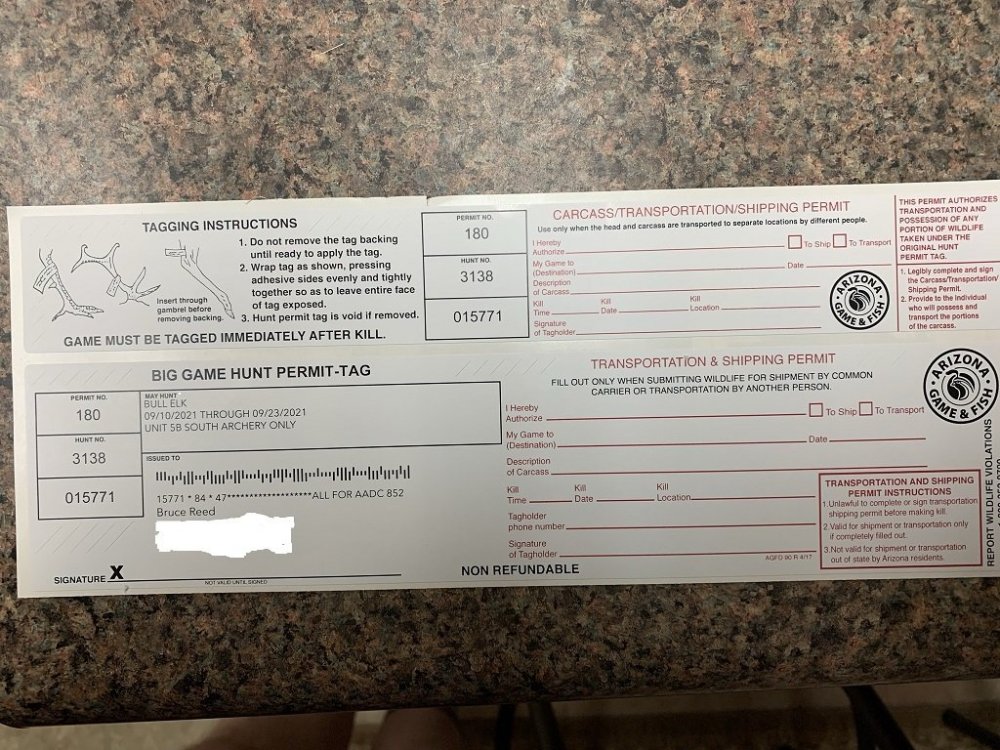 TAGGING INSTRUCTIONS
1. Do not remove the tag backing
until ready to apply the tag.
2. Wrap tag as shown, pressing
adhesive sides evenly and tightly
together so as to leave entire face
of tag exposed.
3. Hunt permit tag is void if removed.
Insert through
gambrel before
removing backing.
GAME MUST BE TAGGED IMMEDIATELY AFTER KILL.
PERMIT NO.
180
HUNT NO.
3138
015771
CARCASS/TRANSPORTATION/SHIPPING PERMIT
Use only when the head and carcass are transported to separate locations by different people.
I Hereby
Authorize
To Ship To Transport
My Game to
(Destination) Date
Description
of Carcass
Kill Kill Kill
Time Date Location
Signature
of Tagholder
ARIZONA
GAME & FISH
THIS PERMIT AUTHORIZES
TRANSPORTATION AND
POSSESSION OF ANY
PORTION OF WILDLIFE
TAKEN UNDER THE
ORIGINAL HUNT
PERMIT TAG.
1. Legibly complete and sign
the Carcass/Transportation/
Shipping Permit.
2. Provide to the individual
who will possess and
transport the portions
of the carcass.
BIG GAME HUNT PERMIT-TAG
PERMIT NO.
180
HUNT NO.
3138
015771
MAY HUNT
BULL ELK
09/10/2021 THROUGH 09/23/2021
UNIT 5B SOUTH ARCHERY ONLY
ISSUED TO
15771 * 84 * 47********************ALL FOR AADC 852
Bruce Reed
SIGNATURE X
NOT VALID UNTIL SIGNED
NON REFUNDABLE
TRANSPORTATION & SHIPPING PERMIT
FILL OUT ONLY WHEN SUBMITTING WILDLIFE FOR SHIPMENT BY COMMON
CARRIER OR TRANSPORTATION BY ANOTHER PERSON.
I Hereby
Authorize
To Ship To Transport
My Game to
(Destination) Date
Description
of Carcass
Kill Kill Kill
Time Date Location
Tagholder
phone number
Signature
of Tagholder
AGFD 90 R 4/17
TRANSPORTATION AND SHIPPING
PERMIT INSTRUCTIONS
1. Unlawful to complete or sign transportation
shipping permit before making kill.
2. Valid for shipment or transportation only
if completely filled out.
3. Not valid for shipment or transportation
out of state by Arizona residents.
ARIZONA
GAME & FISH
REPORT WILDLIFE VIOLATIONS